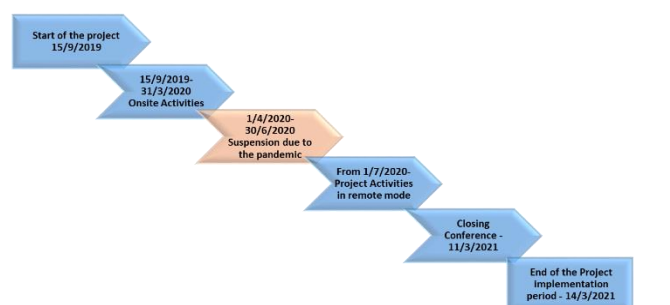 Start of the project
15/9/2019
15/9/2019-
31/3/2020
Onsite Activities
1/4/2020-
30/6/2020
Suspension due to
the pandemic
From 1/7/2020-
Project Activities
in remote mode
Closing
Conference -
11/3/2021
End of the Project
implementation
period - 14/3/2021